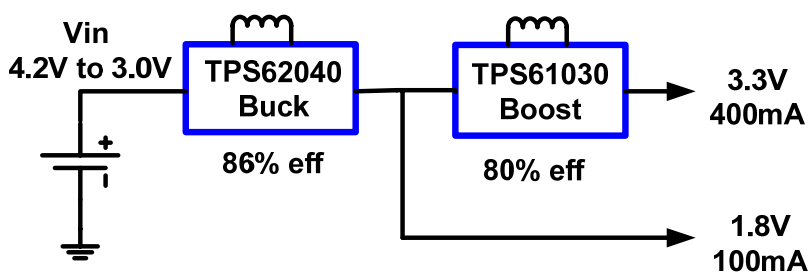 Vin
4.2V to 3.0V
TPS62040
Buck
86% eff
TPS61030
Boost
80% eff
3.3V
400mA
1.8V
100mA
+